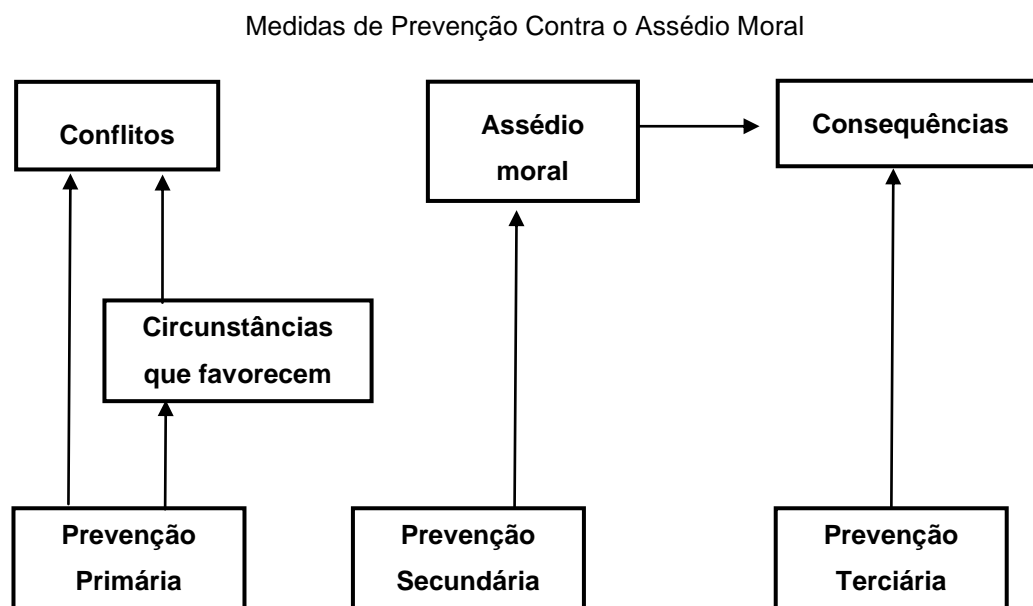 Medidas de Prevenção Contra o Assédio Moral
Conflitos
Assédio
moral
Consequências
Circunstâncias
que favorecem
Prevenção
Primária
Prevenção
Secundária
Prevenção
Terciária